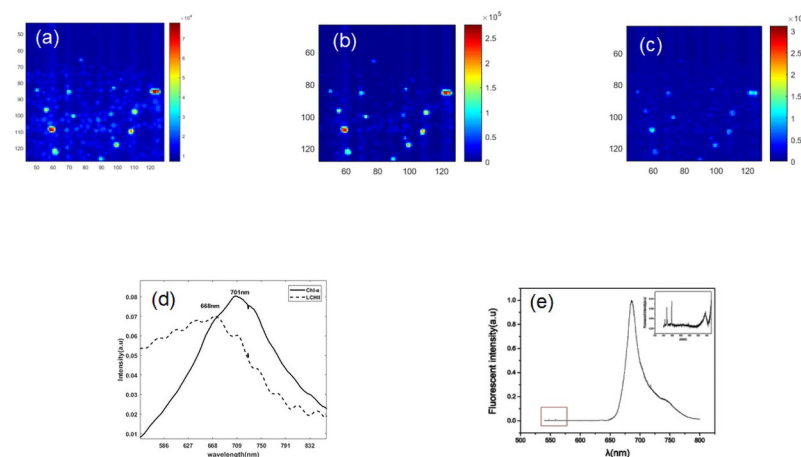 (a)
× 10⁴
50 60 70 80 90 100 110 120
50 60 70 80 90 100 110 120
7 6 5 4 3 2 1
(b)
× 10⁵
60 80 100 120
60 80 100 120
2.5 2 1.5 1 0.5 0
(c)
60 80 100 120
60 80 100 120
3 2.5 2 1.5 1 0.5 0
(d)
701nm
668nm
Chl-a
LCHII
Intensity(a.u)
0.08 0.07 0.06 0.05 0.04 0.03 0.02 0.01
586 627 668 709 750 791 832
wavelength(nm)
(e)
Fluorescent intensity(a.u)
1.0 0.8 0.6 0.4 0.2 0.0
500 550 600 650 700 750 800
λ(nm)